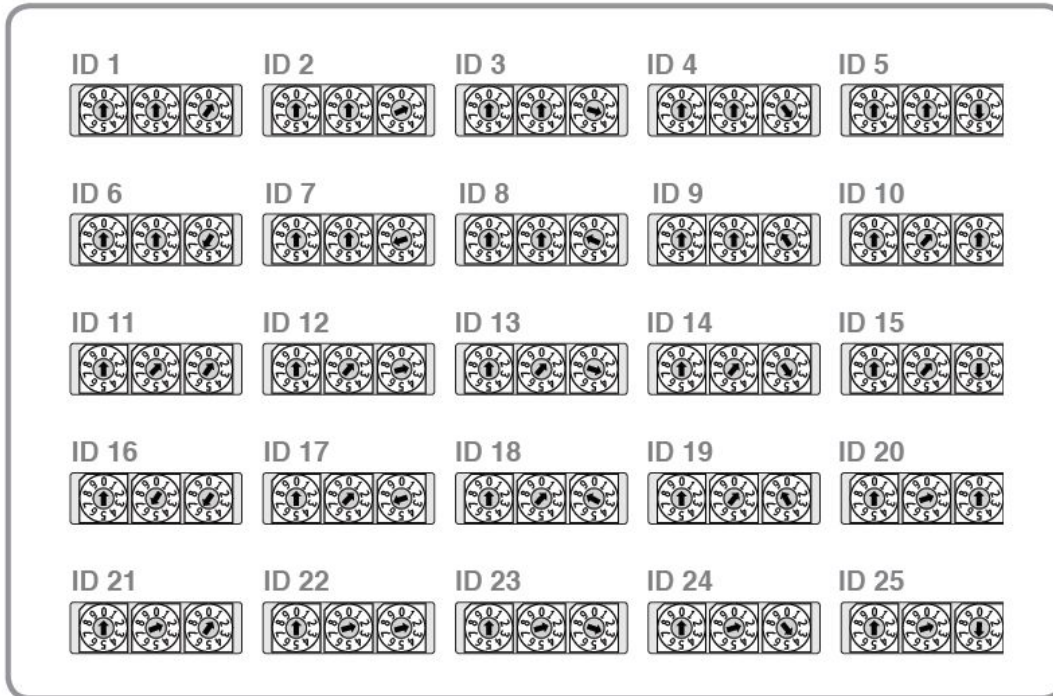 ID 1 ID 2 ID 3 ID 4 ID 5
ID 6 ID 7 ID 8 ID 9 ID 10
ID 11 ID 12 ID 13 ID 14 ID 15
ID 16 ID 17 ID 18 ID 19 ID 20
ID 21 ID 22 ID 23 ID 24 ID 25